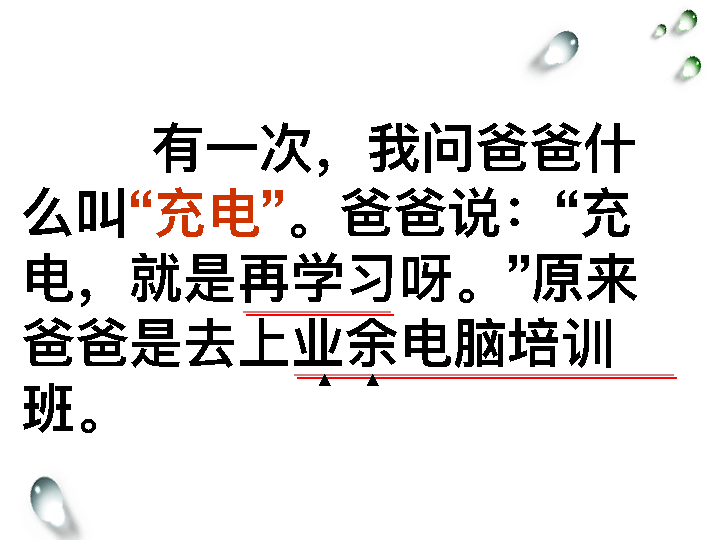 有一次，我问爸爸什
么叫“充电”。爸爸说：“充
电，就是再学习呀。”原来
爸爸是去上业余电脑培训
班。